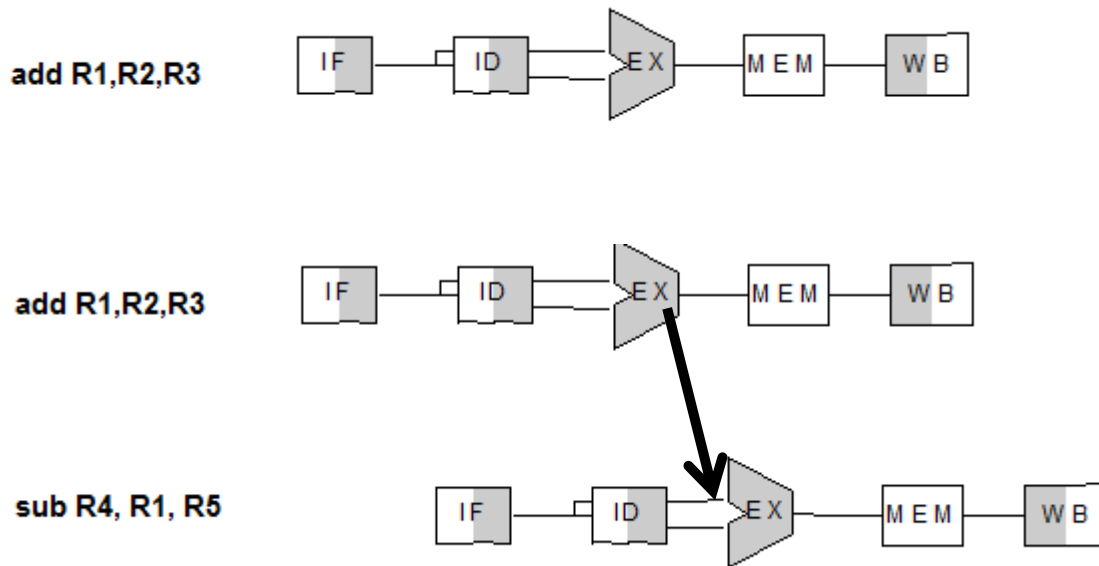 add R1,R2,R3 IF ID EX MEM WB
add R1,R2,R3 IF ID EX MEM WB
sub R4, R1, R5 IF ID EX MEM WB